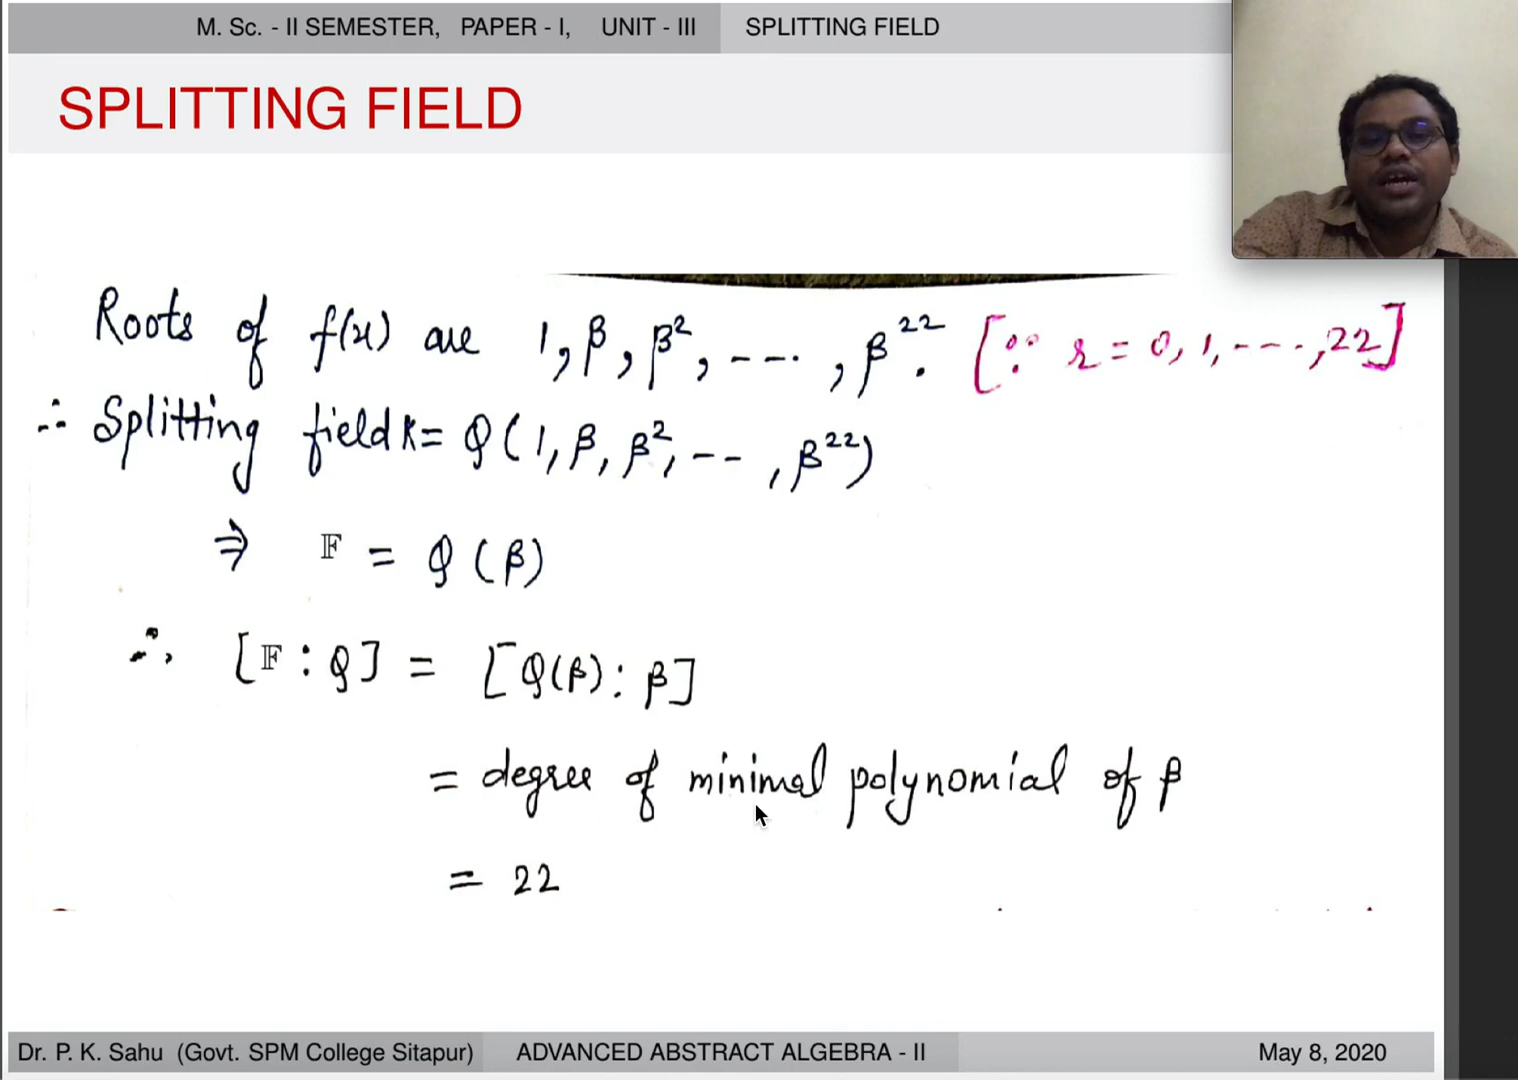 M. Sc. - II SEMESTER, PAPER - I, UNIT - III SPLITTING FIELD
SPLITTING FIELD
Roots of f(x) are 1, β, β², ---, β²². [∵ r = 0, 1, ---, 22]
∴ Splitting field K = Q(1, β, β², --, β²²)
⇒ 𝔽 = Q(β)
∴ [𝔽 : Q] = [Q(β) : β]
= degree of minimal polynomial of β
= 22
Dr. P. K. Sahu (Govt. SPM College Sitapur) ADVANCED ABSTRACT ALGEBRA - II May 8, 2020